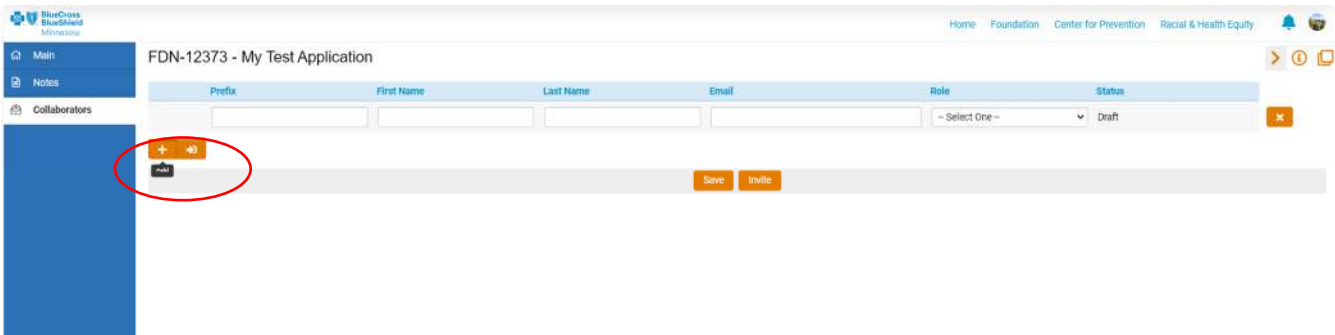 BlueCross
BlueShield
Minnesota
Home Foundation Center for Prevention Racial & Health Equity
Main
FDN-12373 - My Test Application
Notes
Collaborators
Prefix First Name Last Name Email Role Status
-- Select One -- Draft
Add
Save Invite